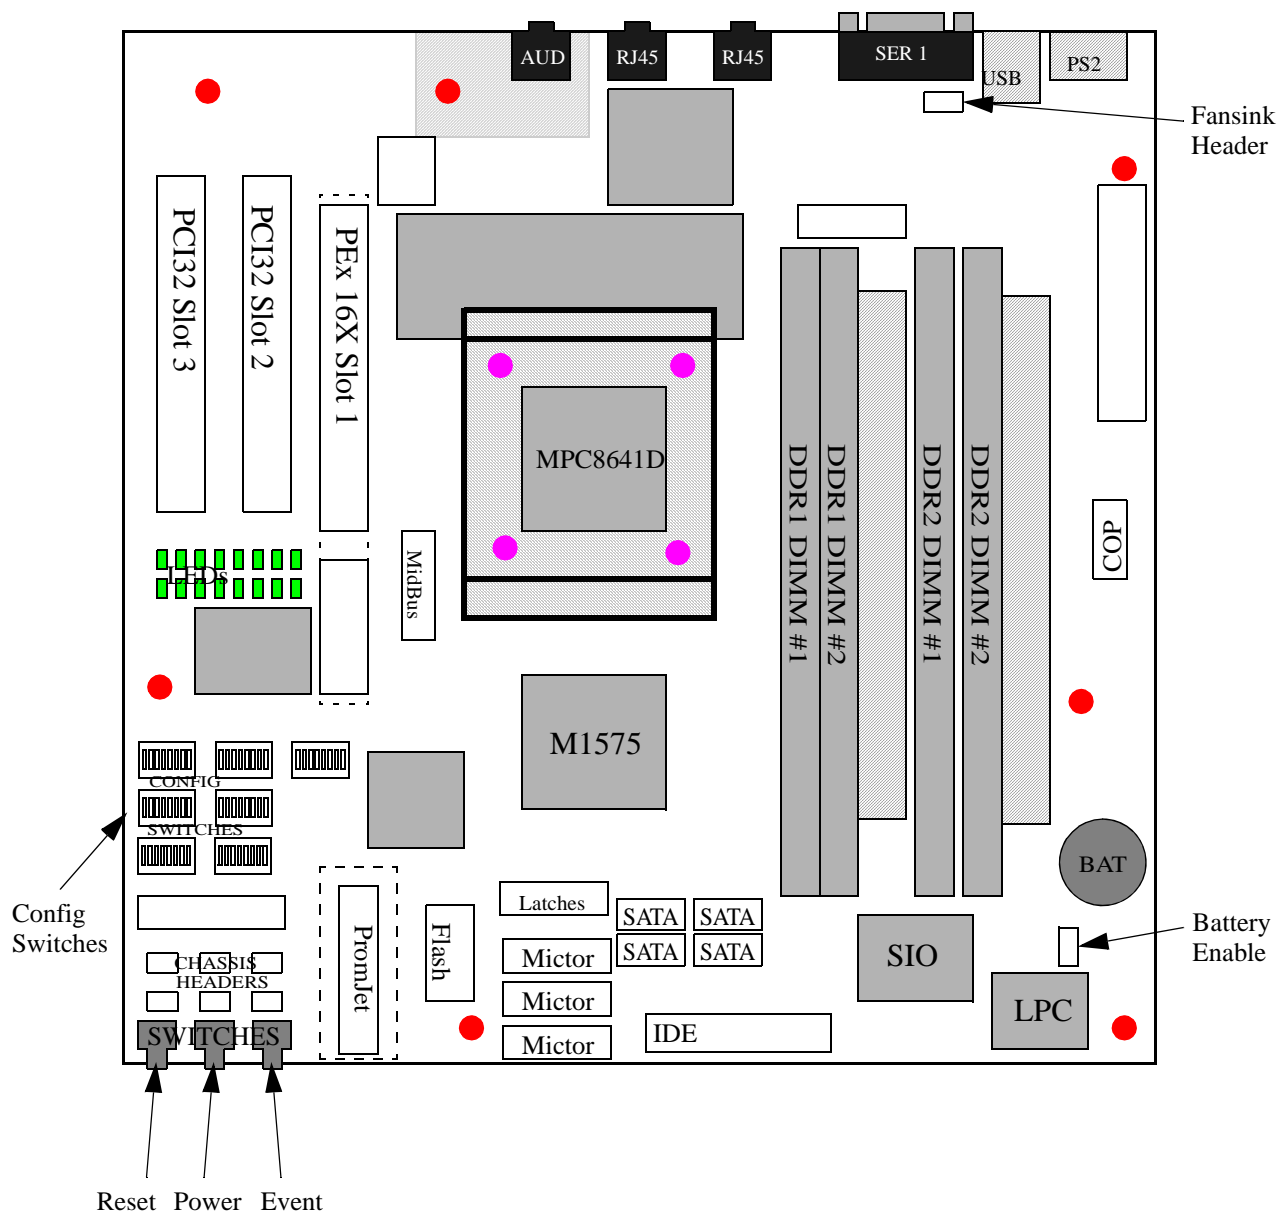 AUD
RJ45
RJ45
SER 1
USB
PS2
Fansink
Header
PCI32 Slot 3
PCI32 Slot 2
PEx 16X Slot 1
MPC8641D
DDR1 DIMM #1
DDR1 DIMM #2
DDR2 DIMM #1
DDR2 DIMM #2
COP
LEDs
MidBus
M1575
CONFIG
SWITCHES
Config
Switches
BAT
Latches
SATA
SATA
SATA
SATA
PromJet
Flash
Mictor
Mictor
Mictor
SIO
Battery
Enable
CHASSIS
HEADERS
SWITCHES
IDE
LPC
Reset
Power
Event